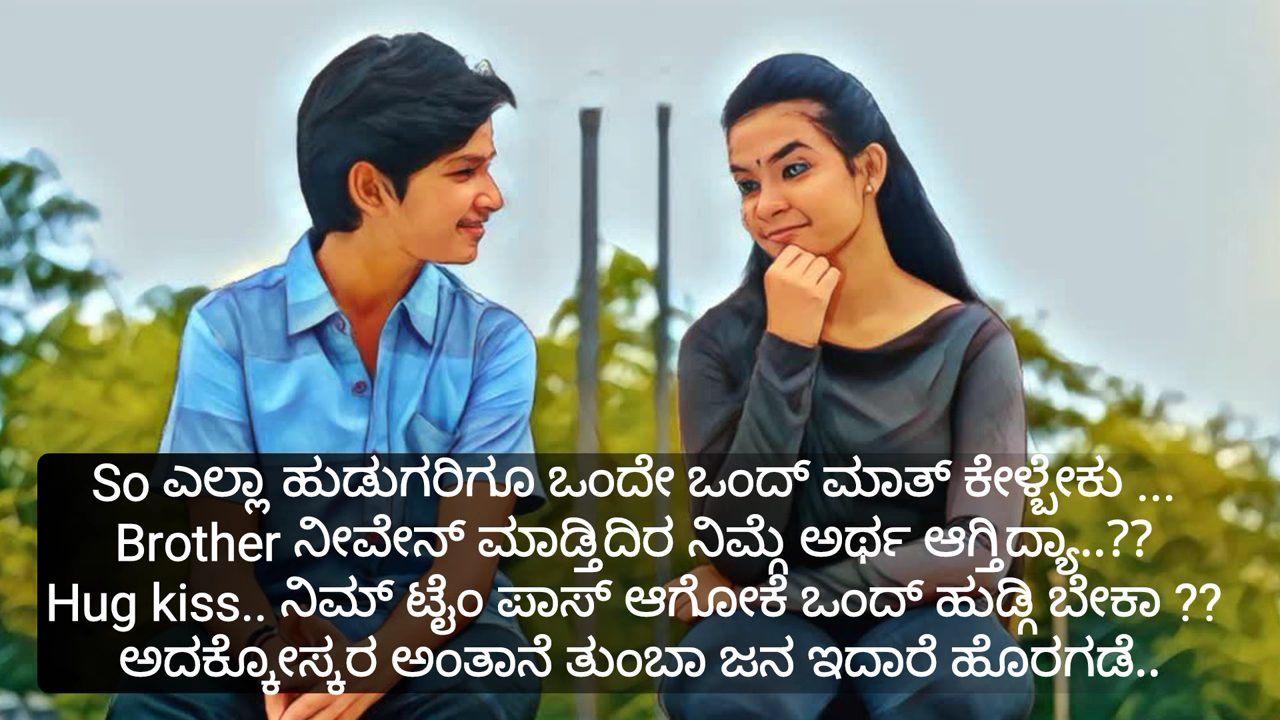 So ಎಲ್ಲಾ ಹುಡುಗರಿಗೂ ಒಂದೇ ಒಂದ್ ಮಾತ್ ಕೇಳ್ಬೇಕು ...
Brother ನೀವೇನ್ ಮಾಡ್ತಿದಿರ ನಿಮ್ಗೆ ಅರ್ಥ ಆಗ್ತಿದ್ಯಾ..??
Hug kiss.. ನಿಮ್ ಟೈಂ ಪಾಸ್ ಆಗೋಕೆ ಒಂದ್ ಹುಡ್ಗಿ ಬೇಕಾ ??
ಅದಕ್ಕೋಸ್ಕರ ಅಂತಾನೆ ತುಂಬಾ ಜನ ಇದಾರೆ ಹೊರಗಡೆ..